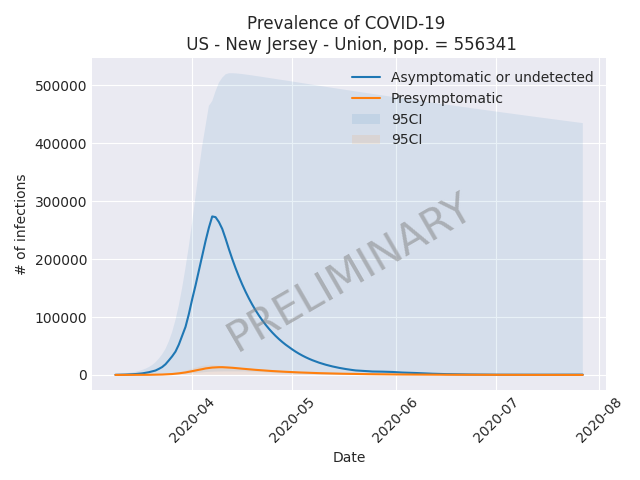 Prevalence of COVID-19
US - New Jersey - Union, pop. = 556341
# of infections
500000
400000
300000
200000
100000
0
Asymptomatic or undetected
Presymptomatic
95CI
95CI
PRELIMINARY
2020-04
2020-05
2020-06
2020-07
2020-08
Date